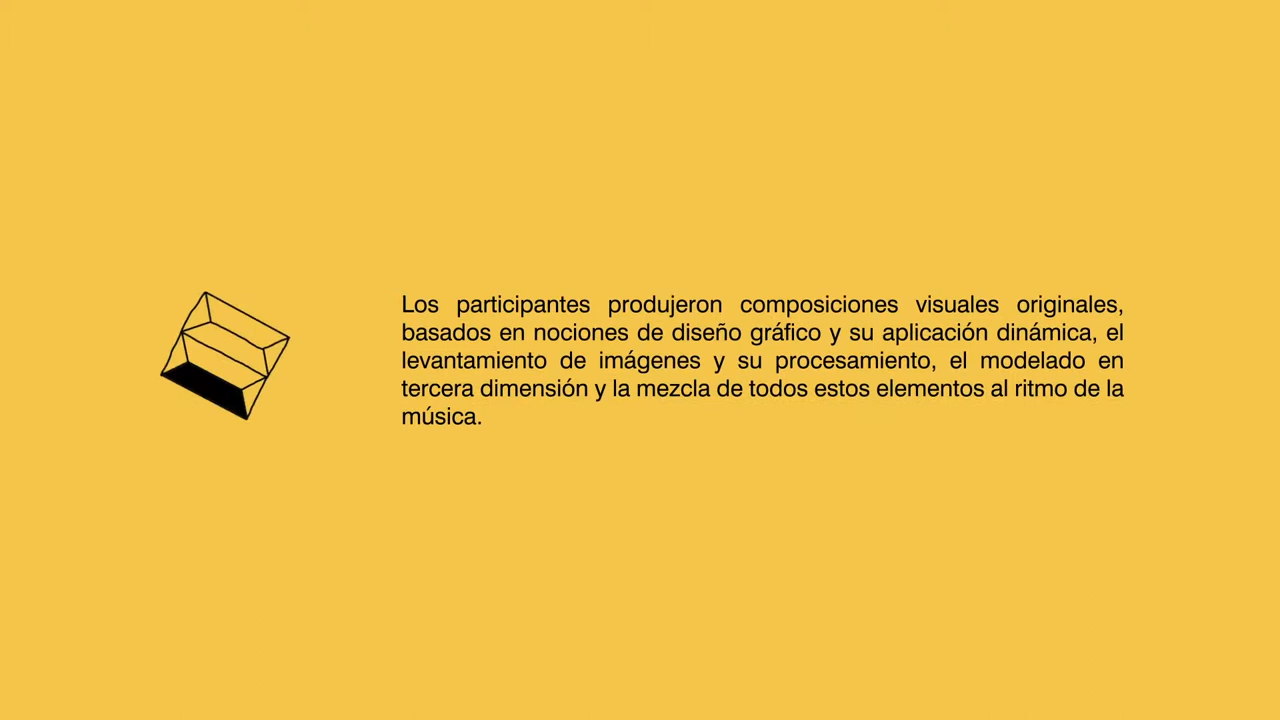 Los participantes produjeron composiciones visuales originales,
basados en nociones de diseño gráfico y su aplicación dinámica, el
levantamiento de imágenes y su procesamiento, el modelado en
tercera dimensión y la mezcla de todos estos elementos al ritmo de la
música.